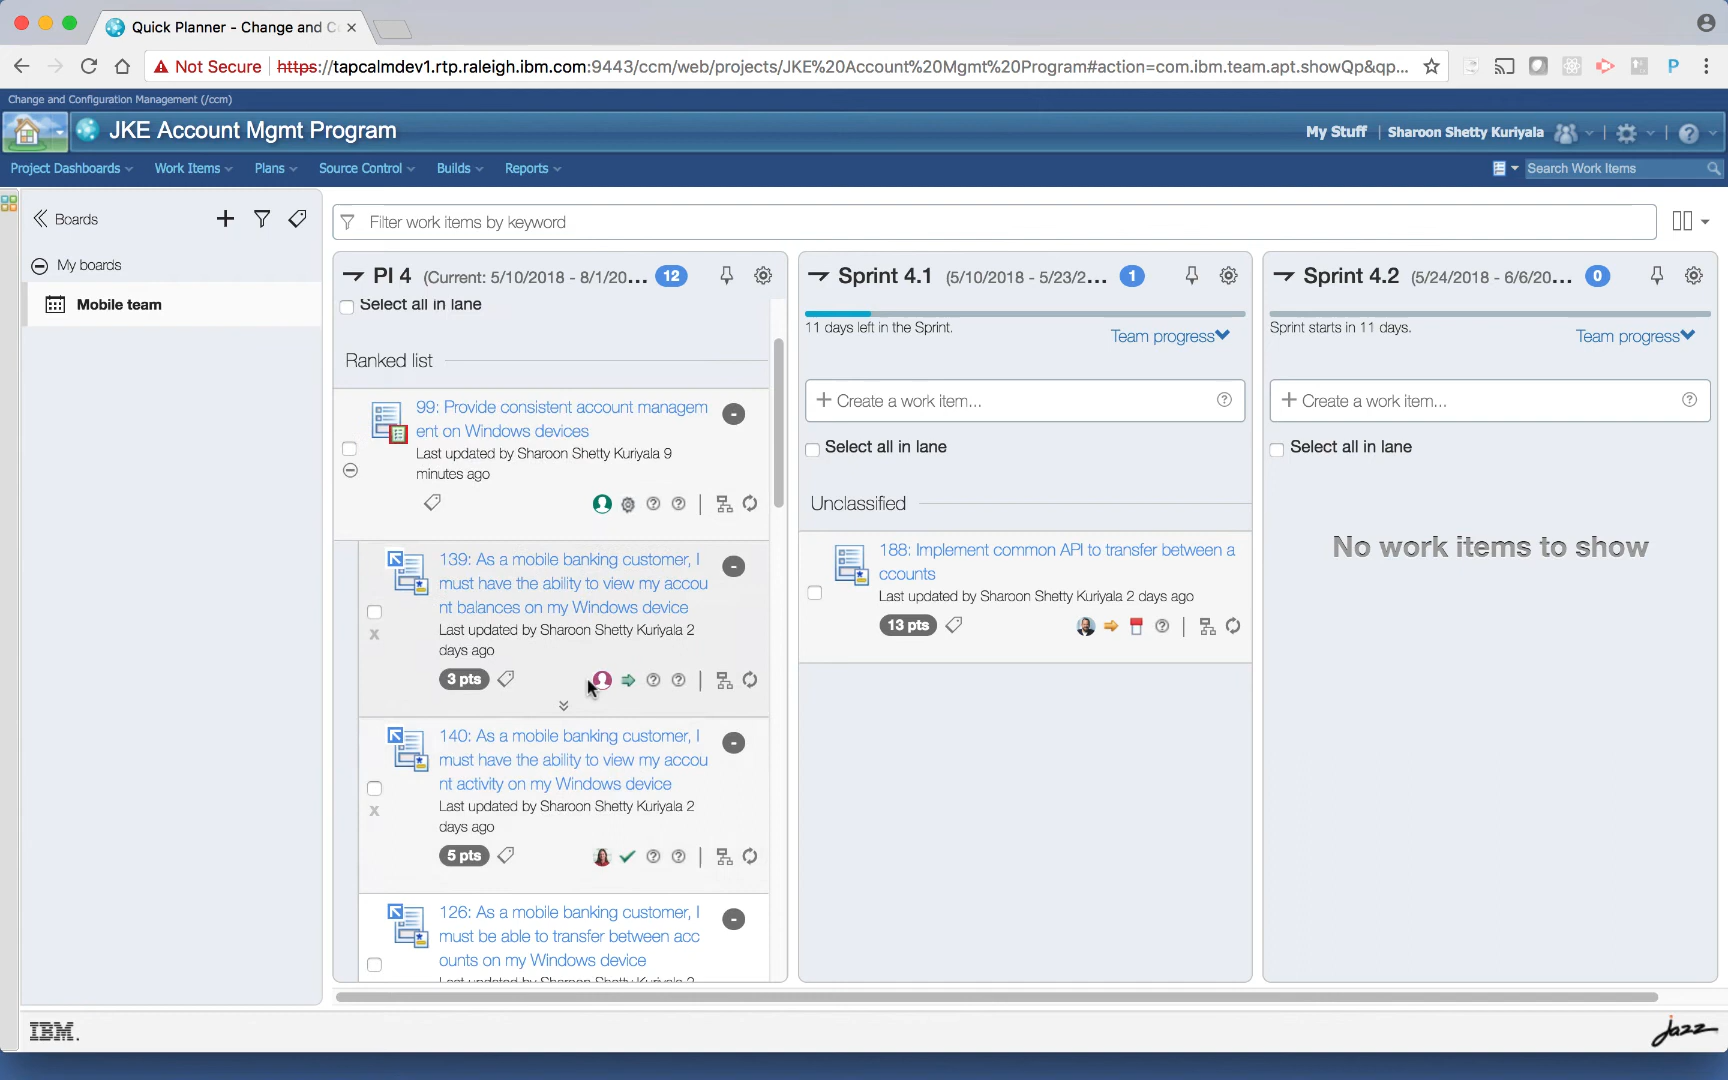 Quick Planner - Change and C
Not Secure | https://tapcalmdev1.rtp.raleigh.ibm.com:9443/ccm/web/projects/JKE%20Account%20Mgmt%20Program#action=com.ibm.team.apt.showQp&qp...
P
Change and Configuration Management (/ccm)
JKE Account Mgmt Program
My Stuff | Sharoon Shetty Kuriyala
Project Dashboards Work Items Plans Source Control Builds Reports
Search Work Items
Boards
My boards
Mobile team
Filter work items by keyword
PI 4 (Current: 5/10/2018 - 8/1/20... 12
Select all in lane
Ranked list
99: Provide consistent account managem
ent on Windows devices
Last updated by Sharoon Shetty Kuriyala 9
minutes ago
139: As a mobile banking customer, I
must have the ability to view my accou
nt balances on my Windows device
Last updated by Sharoon Shetty Kuriyala 2
days ago
3 pts
x
140: As a mobile banking customer, I
must have the ability to view my accou
nt activity on my Windows device
Last updated by Sharoon Shetty Kuriyala 2
days ago
5 pts
x
126: As a mobile banking customer, I
must be able to transfer between acc
ounts on my Windows device
Last updated by Sharoon Shetty Kuriyala 2
Sprint 4.1 (5/10/2018 - 5/23/2... 1
11 days left in the Sprint.
Team progress
+ Create a work item...
Select all in lane
Unclassified
188: Implement common API to transfer between a
ccounts
Last updated by Sharoon Shetty Kuriyala 2 days ago
13 pts
Sprint 4.2 (5/24/2018 - 6/6/20... 0
Sprint starts in 11 days.
Team progress
+ Create a work item...
Select all in lane
No work items to show
IBM.
jazz